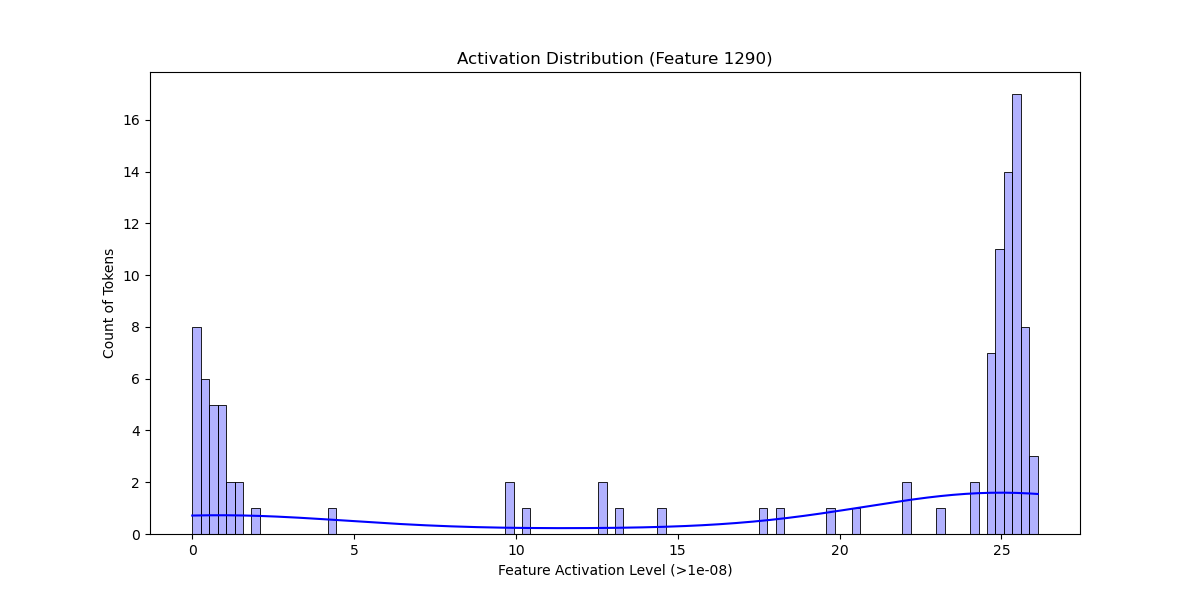 Activation Distribution (Feature 1290)
Count of Tokens
16
14
12
10
8
6
4
2
0
0 5 10 15 20 25
Feature Activation Level (>1e-08)